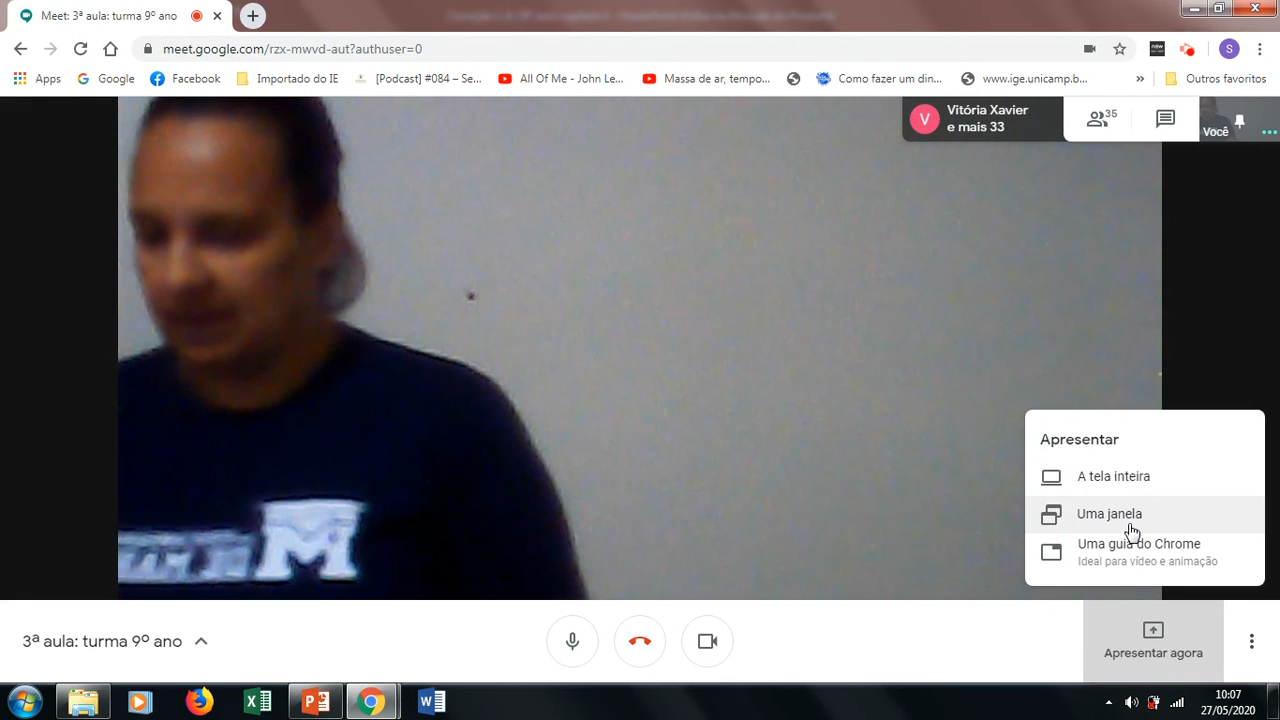 Meet: 3ª aula: turma 9º ano
meet.google.com/rzx-mwvd-aut?authuser=0
S
Apps Google Facebook Importado do IE [Podcast] #084 – Se... All Of Me - John Le... Massa de ar, tempo... Como fazer um din... www.ige.unicamp.b... » Outros favoritos
V
Vitória Xavier
e mais 33
35
Você
M
Apresentar
A tela inteira
Uma janela
Uma guia do Chrome
Ideal para vídeo e animação
3ª aula: turma 9º ano
Apresentar agora
10:07
27/05/2020